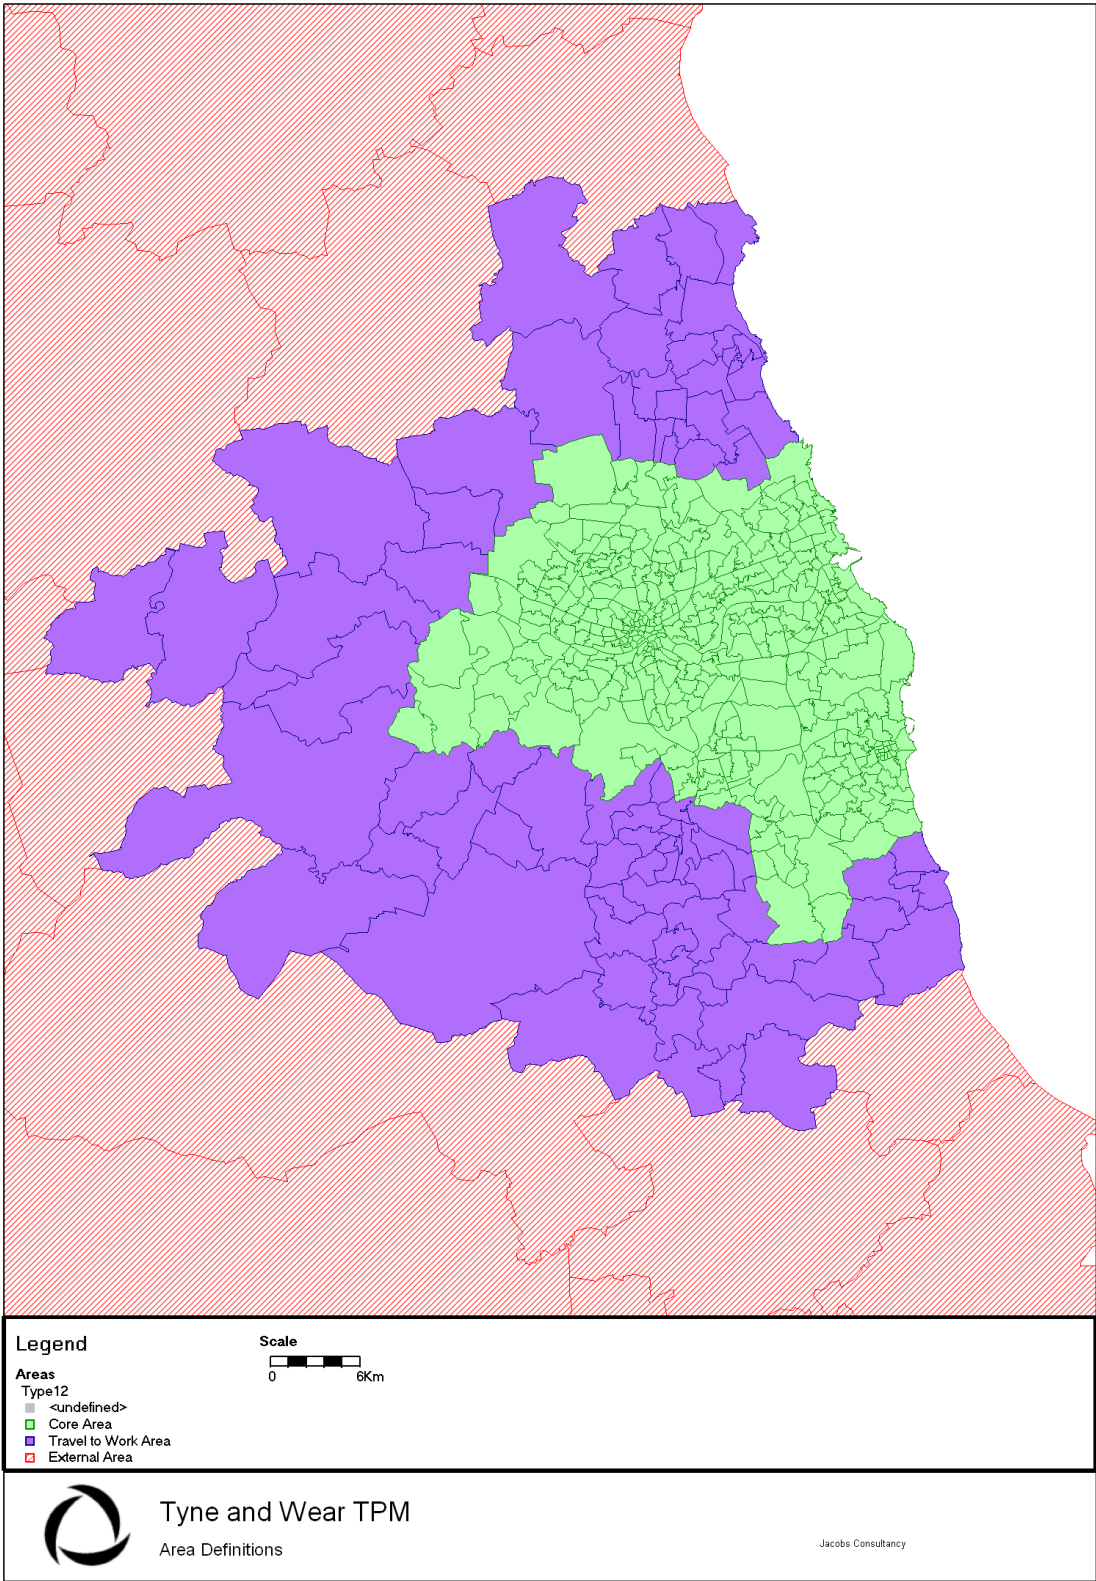 Legend
Scale
0 6Km
Areas
Type12
<undefined>
Core Area
Travel to Work Area
External Area
Tyne and Wear TPM
Area Definitions
Jacobs Consultancy